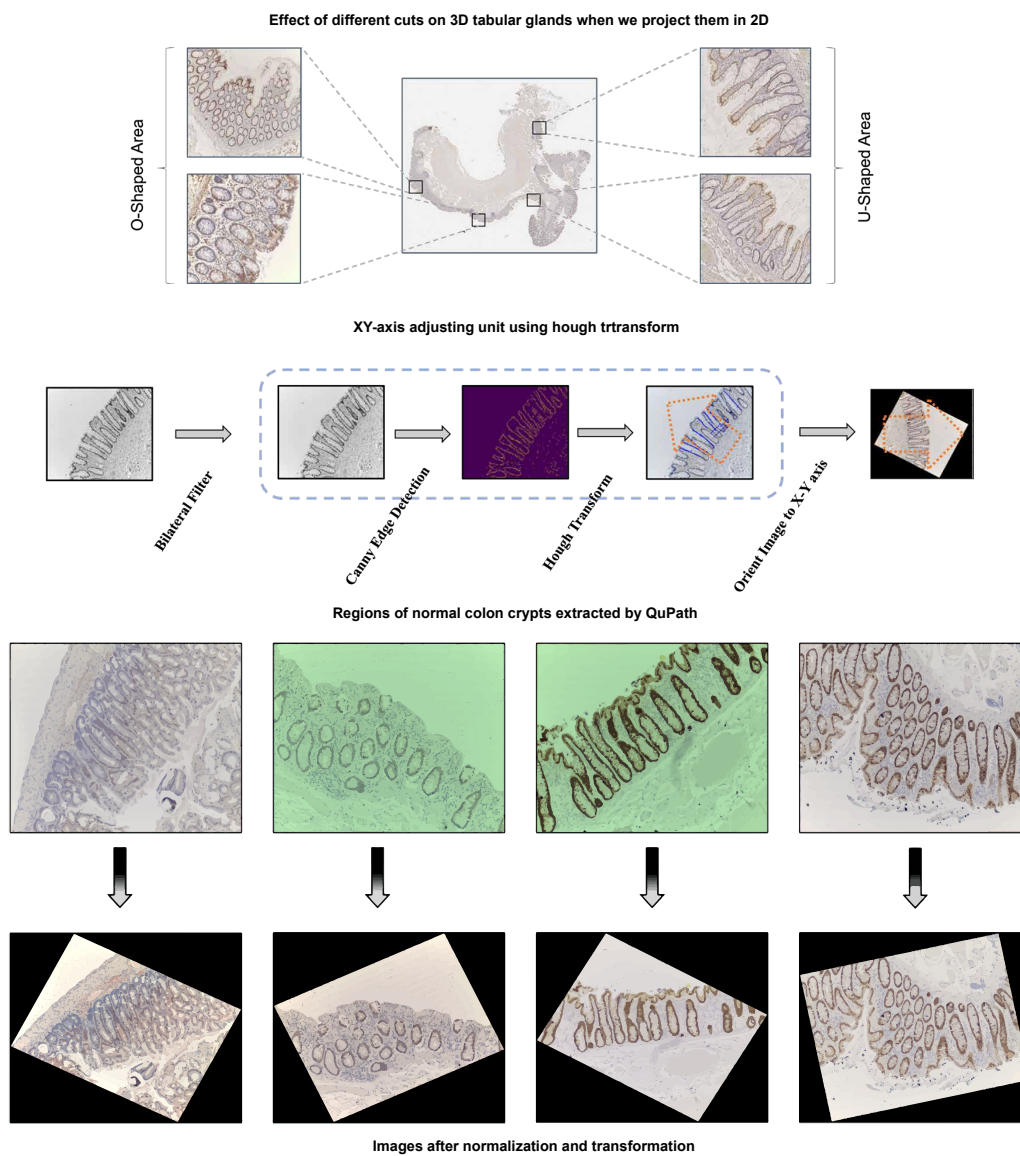 Effect of different cuts on 3D tabular glands when we project them in 2D
O-Shaped Area
U-Shaped Area
XY-axis adjusting unit using hough trtransform
Bilateral Filter
Canny Edge Detection
Hough Transform
Orient Image to X-Y axis
Regions of normal colon crypts extracted by QuPath
Images after normalization and transformation